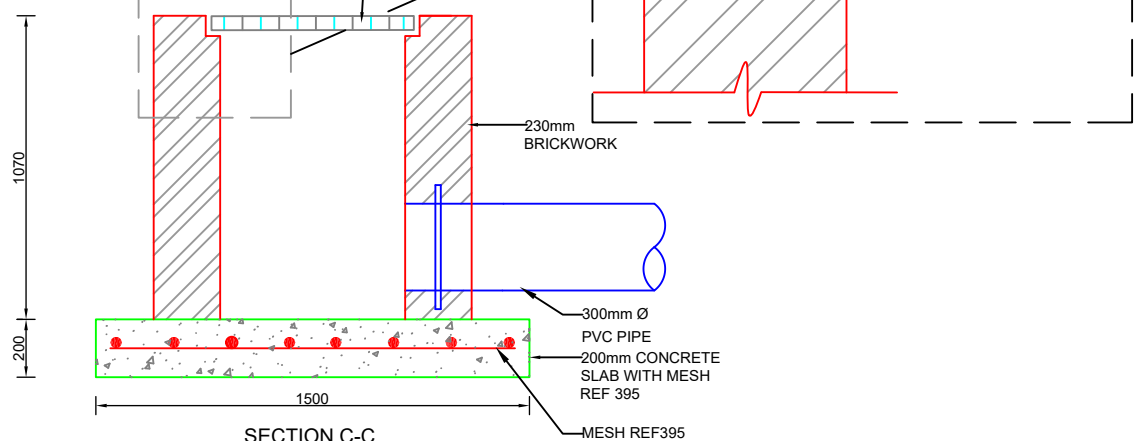 1070
230mm
BRICKWORK
300mm Ø
PVC PIPE
200
200mm CONCRETE
SLAB WITH MESH
REF 395
1500
MESH REF395
SECTION C-C